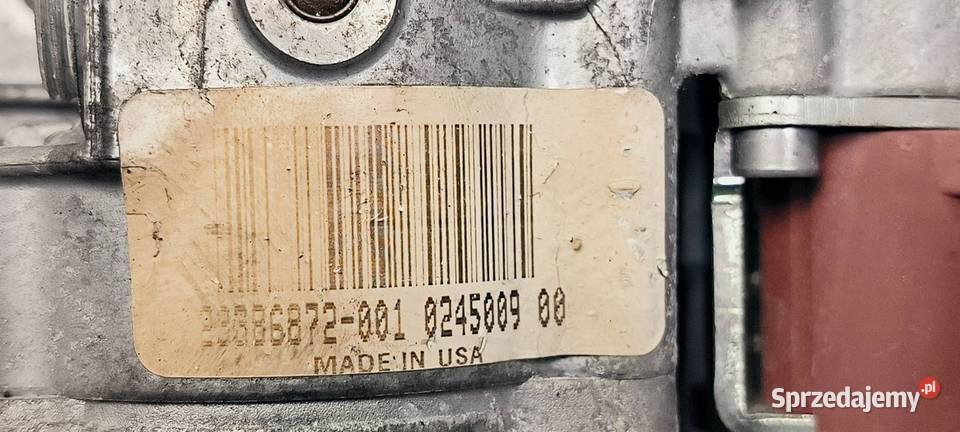 0245009 00
MADE IN USA
Sprzedajemy.pl